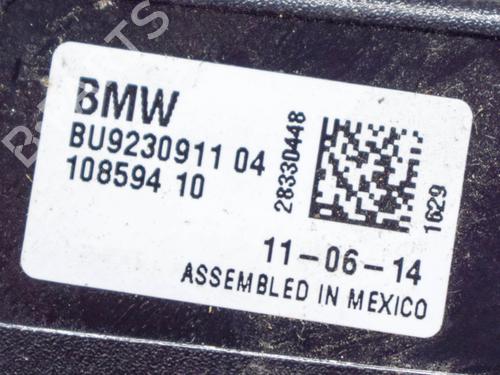 BMW
BU9230911 04
108594 10
28330448
1629
11-06-14
ASSEMBLED IN MEXICO